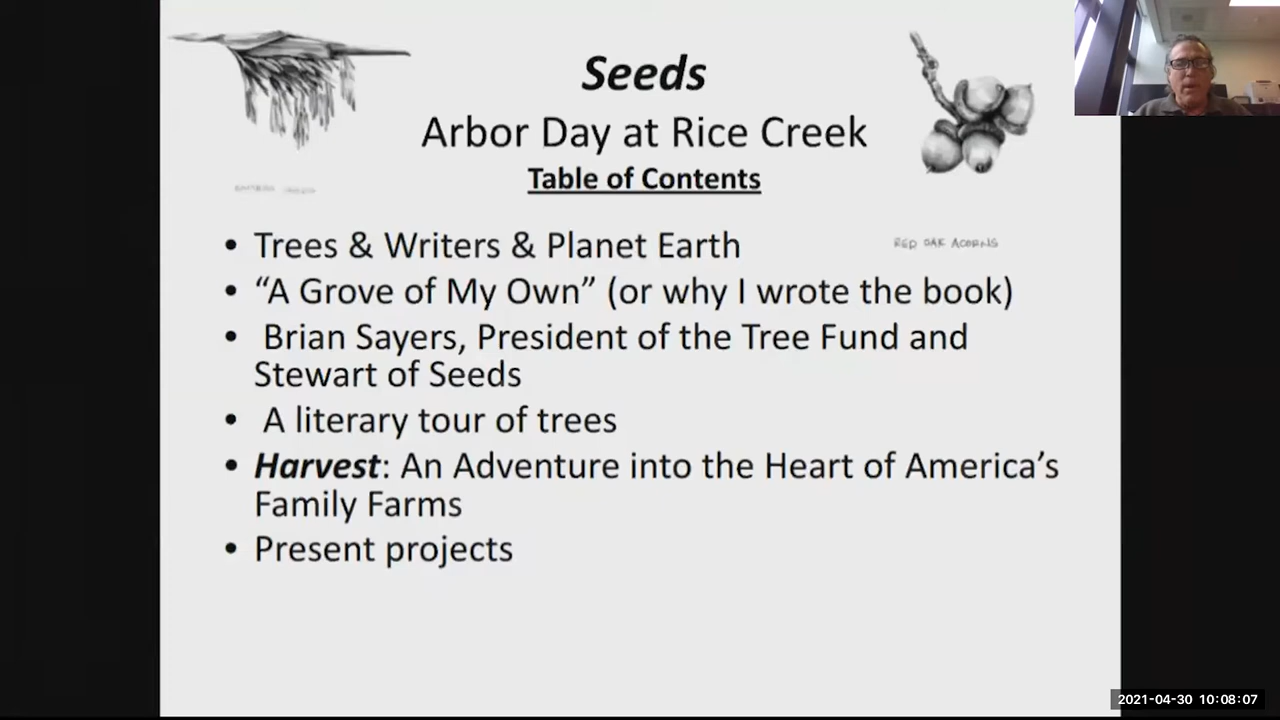 Seeds
Arbor Day at Rice Creek
Table of Contents
RED OAK ACORNS
• Trees & Writers & Planet Earth
• “A Grove of My Own” (or why I wrote the book)
• Brian Sayers, President of the Tree Fund and
Stewart of Seeds
• A literary tour of trees
• Harvest: An Adventure into the Heart of America’s
Family Farms
• Present projects
2021-04-30 10:08:07